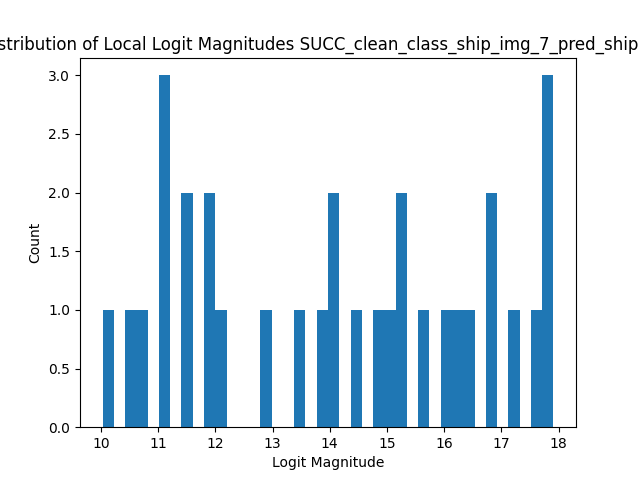 stribution of Local Logit Magnitudes SUCC_clean_class_ship_img_7_pred_ship
3.0
2.5
2.0
1.5
1.0
0.5
0.0
Count
10 11 12 13 14 15 16 17 18
Logit Magnitude